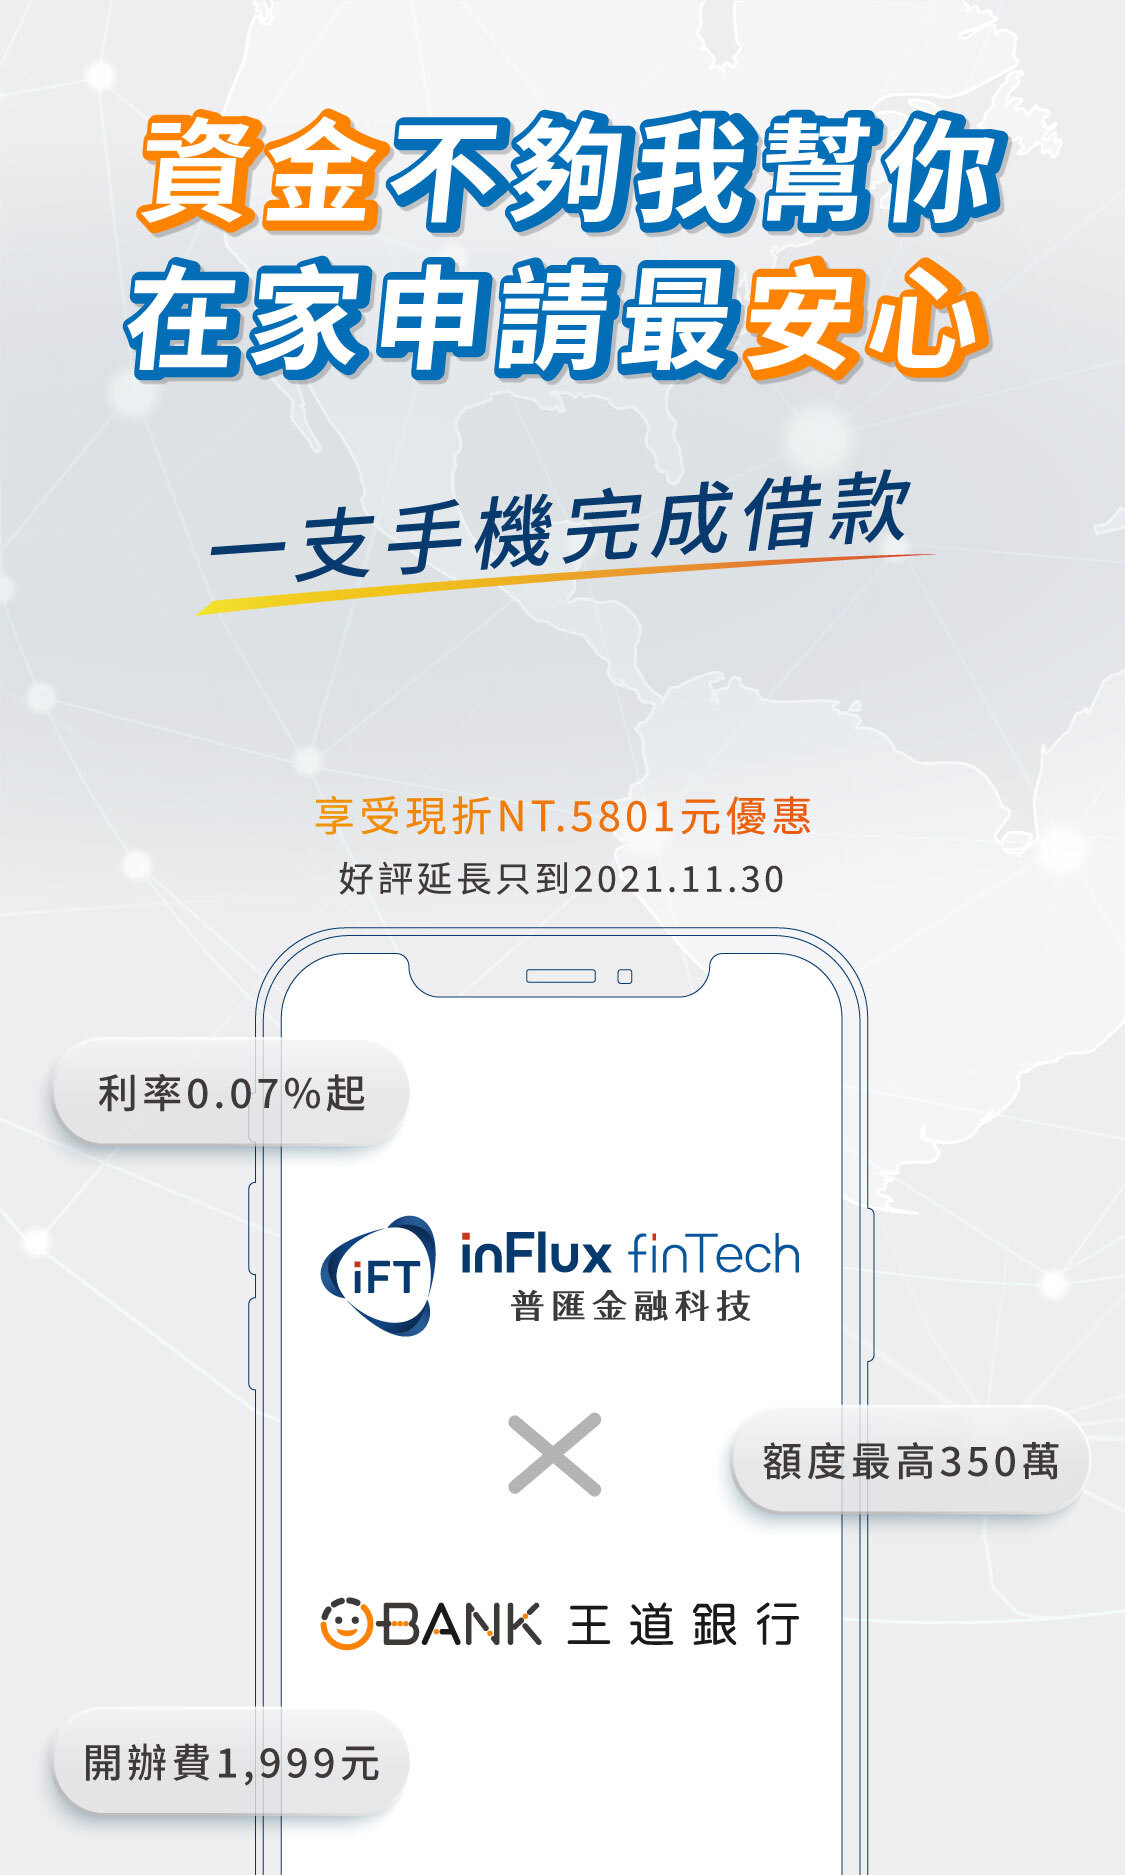 資金不夠我幫你
在家申請最安心
一支手機完成借款
享受現折NT.5801元優惠
好評延長只到2021.11.30
利率0.07%起
iFT inFlux finTech
普匯金融科技
額度最高350萬
BANK 王道銀行
開辦費1,999元